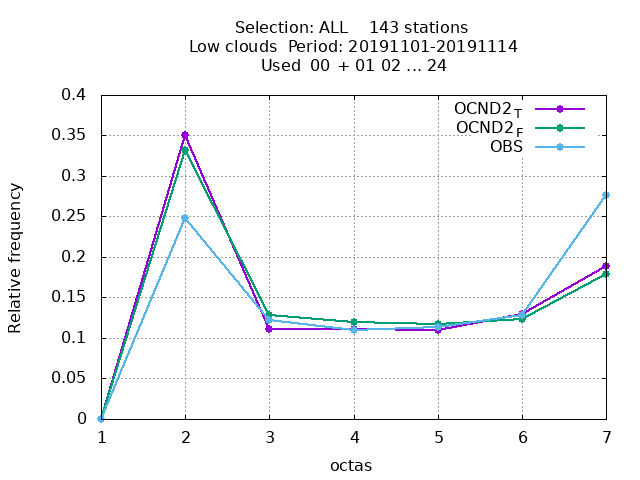 Selection: ALL    143 stations
Low clouds  Period: 20191101-20191114
Used  00 + 01 02 ... 24
OCND2T
OCND2F
OBS
0.4
0.35
0.3
0.25
0.2
0.15
0.1
0.05
0
Relative frequency
1 2 3 4 5 6 7
octas